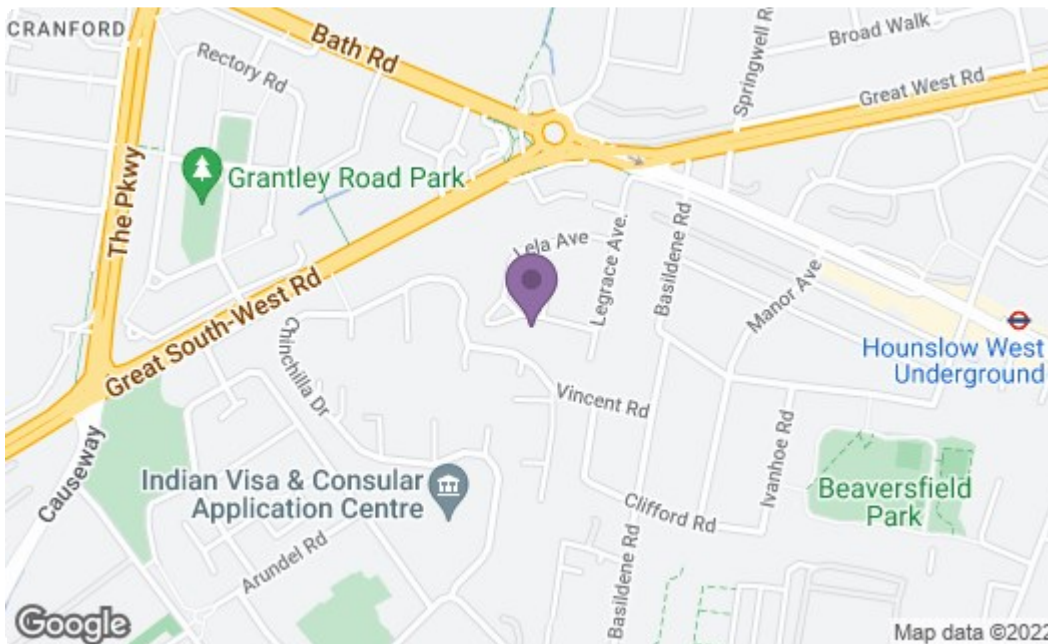 CRANFORD
Bath Rd
Rectory Rd
Broad Walk
Springwell R
Great West Rd
The Pkwy
Grantley Road Park
Lela Ave
Legrace Ave.
Basildene Rd
Manor Ave
Great South-West Rd
Chinchilla Dr
Hounslow West
Underground
Vincent Rd
Ivanhoe Rd
Causeway
Indian Visa & Consular
Application Centre
Beaversfield
Park
Clifford Rd
Arundel Rd
Basildene Rd
Google
Map data ©2022